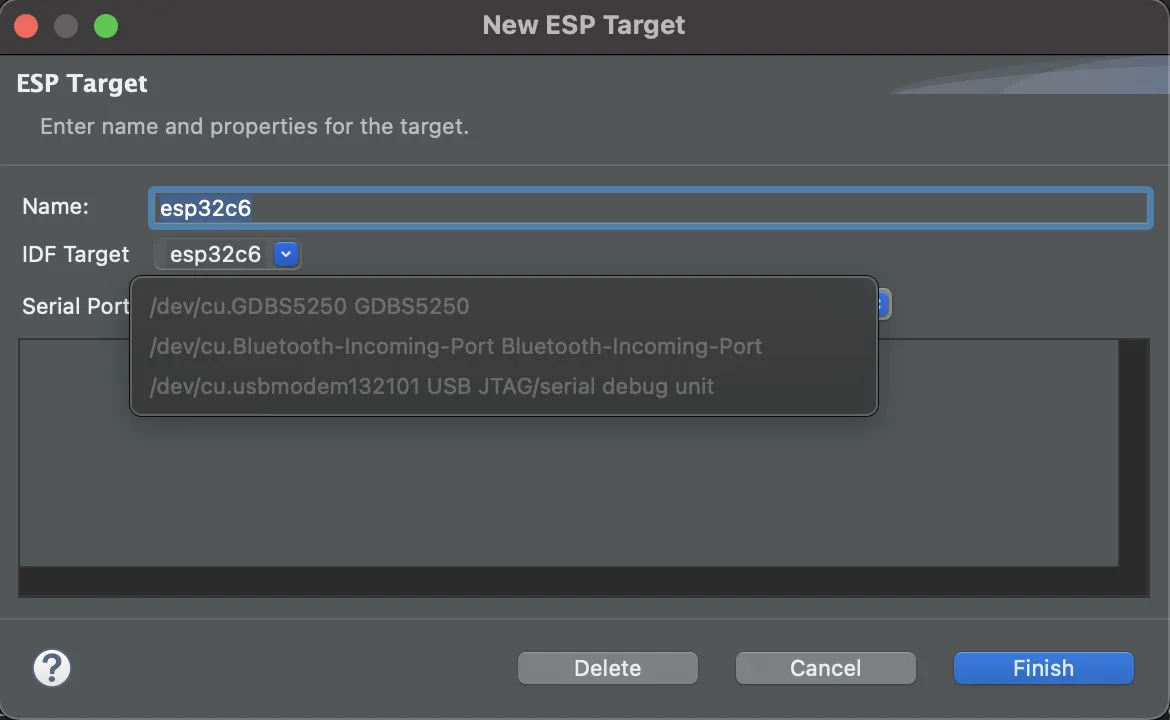 New ESP Target
ESP Target
Enter name and properties for the target.
Name: esp32c6
IDF Target esp32c6
Serial Port
/dev/cu.GDBS5250 GDBS5250
/dev/cu.Bluetooth-Incoming-Port Bluetooth-Incoming-Port
/dev/cu.usbmodem132101 USB JTAG/serial debug unit
?
Delete Cancel Finish